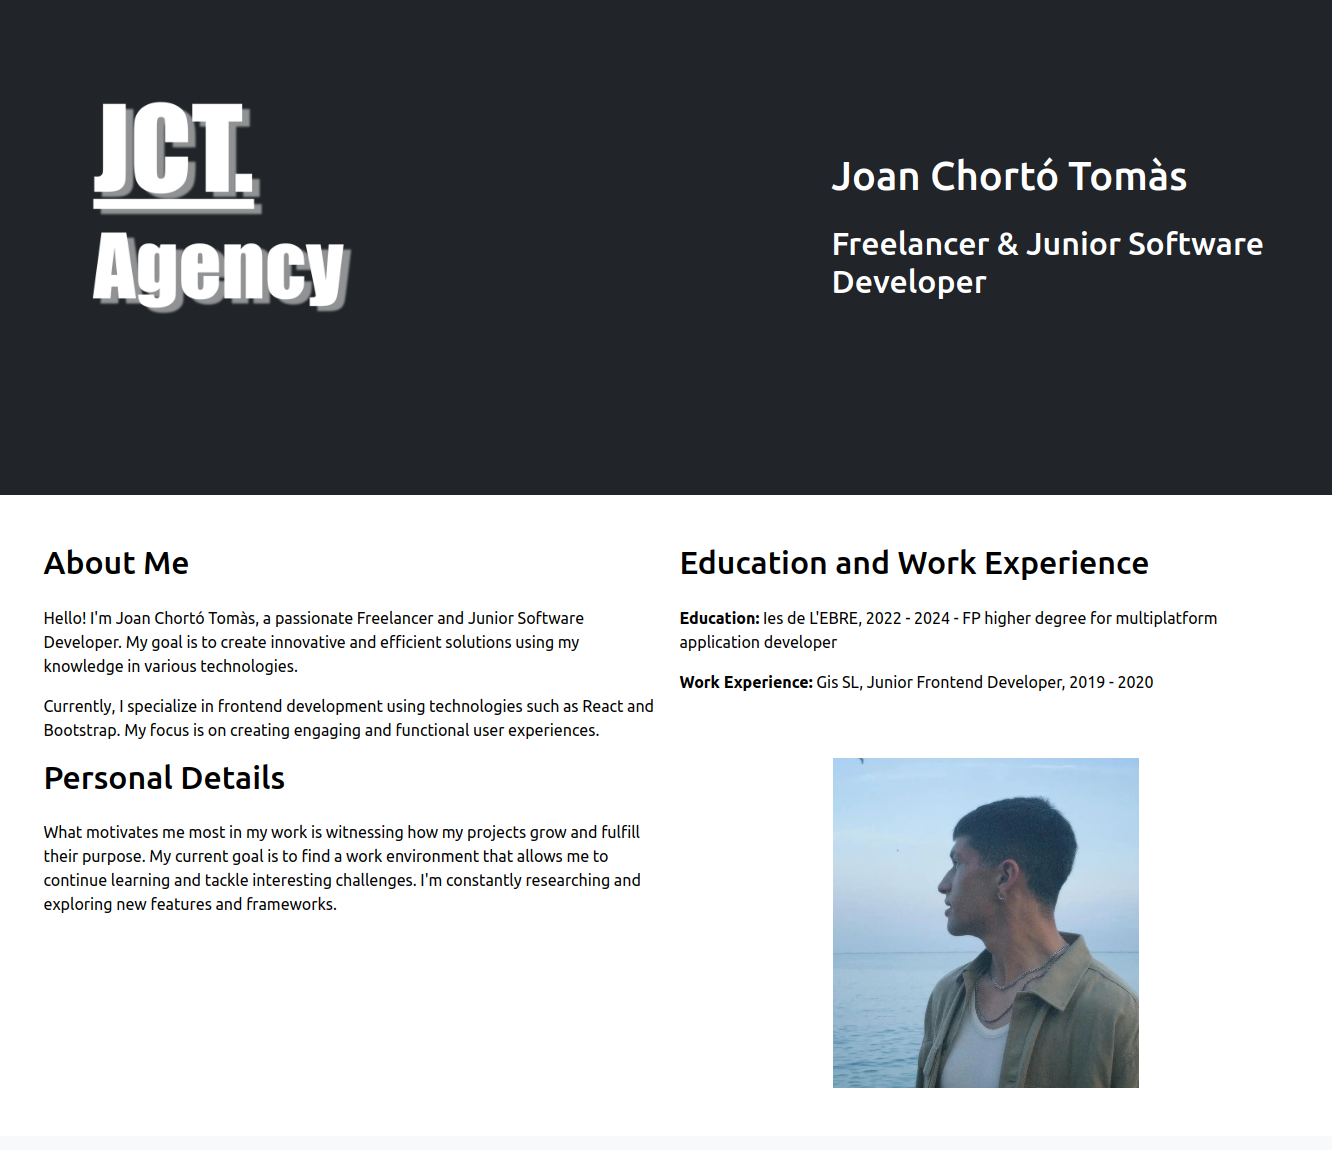 JCT.
Agency
Joan Chortó Tomàs
Freelancer & Junior Software
Developer
About Me
Hello! I'm Joan Chortó Tomàs, a passionate Freelancer and Junior Software
Developer. My goal is to create innovative and efficient solutions using my
knowledge in various technologies.
Currently, I specialize in frontend development using technologies such as React and
Bootstrap. My focus is on creating engaging and functional user experiences.
Personal Details
What motivates me most in my work is witnessing how my projects grow and fulfill
their purpose. My current goal is to find a work environment that allows me to
continue learning and tackle interesting challenges. I'm constantly researching and
exploring new features and frameworks.
Education and Work Experience
Education: Ies de L'EBRE, 2022 - 2024 - FP higher degree for multiplatform
application developer
Work Experience: Gis SL, Junior Frontend Developer, 2019 - 2020